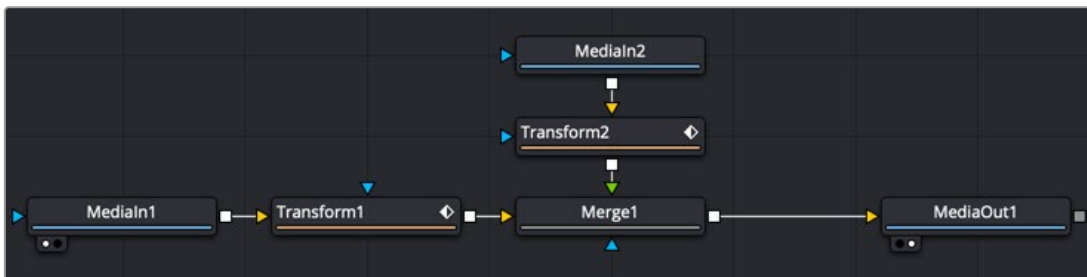 MediaIn2
Transform2
MediaIn1
Transform1
Merge1
MediaOut1